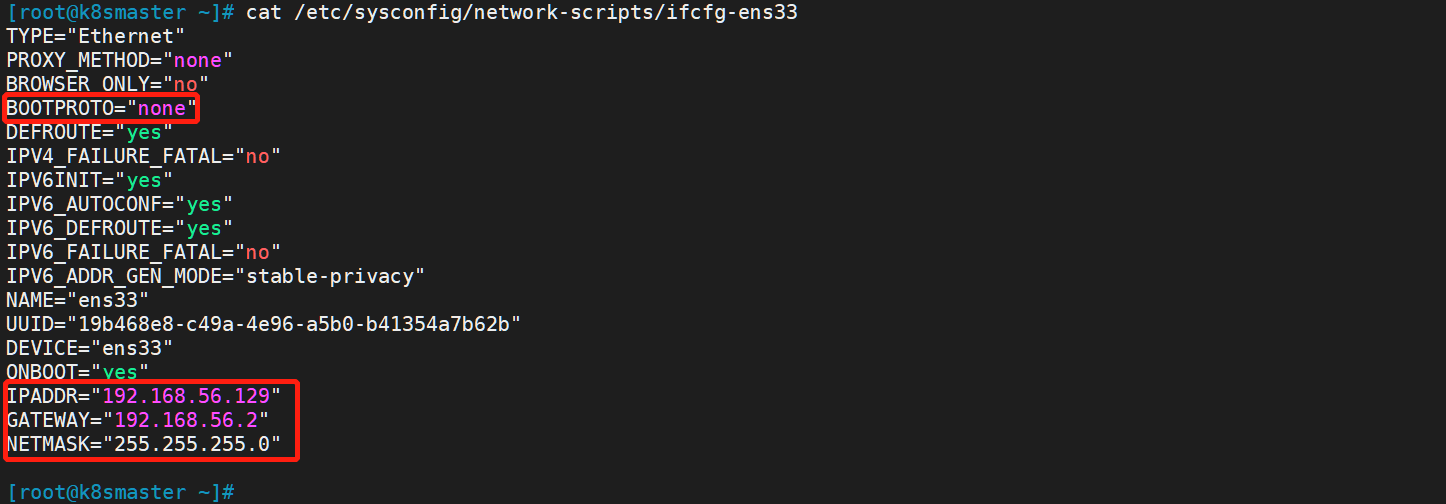 [root@k8smaster ~]# cat /etc/sysconfig/network-scripts/ifcfg-ens33
TYPE="Ethernet"
PROXY_METHOD="none"
BROWSER_ONLY="no"
BOOTPROTO="none"
DEFROUTE="yes"
IPV4_FAILURE_FATAL="no"
IPV6INIT="yes"
IPV6_AUTOCONF="yes"
IPV6_DEFROUTE="yes"
IPV6_FAILURE_FATAL="no"
IPV6_ADDR_GEN_MODE="stable-privacy"
NAME="ens33"
UUID="19b468e8-c49a-4e96-a5b0-b41354a7b62b"
DEVICE="ens33"
ONBOOT="yes"
IPADDR="192.168.56.129"
GATEWAY="192.168.56.2"
NETMASK="255.255.255.0"
[root@k8smaster ~]#